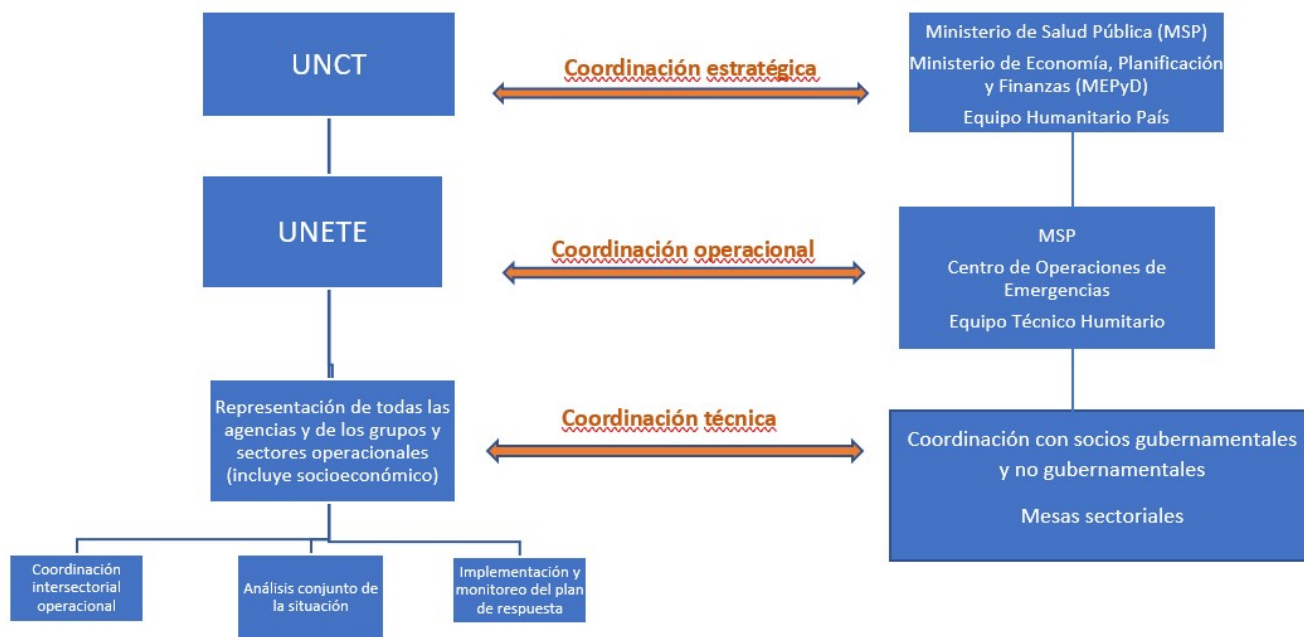 UNCT
Coordinación estratégica
Ministerio de Salud Pública (MSP)
Ministerio de Economía, Planificación
y Finanzas (MEPyD)
Equipo Humanitario País
UNETE
Coordinación operacional
MSP
Centro de Operaciones de
Emergencias
Equipo Técnico Humitario
Representación de todas las
agencias y de los grupos y
sectores operacionales
(incluye socioeconómico)
Coordinación técnica
Coordinación con socios gubernamentales
y no gubernamentales
Mesas sectoriales
Coordinación
intersectorial
operacional
Análisis conjunto de
la situación
Implementación y
monitoreo del plan
de respuesta